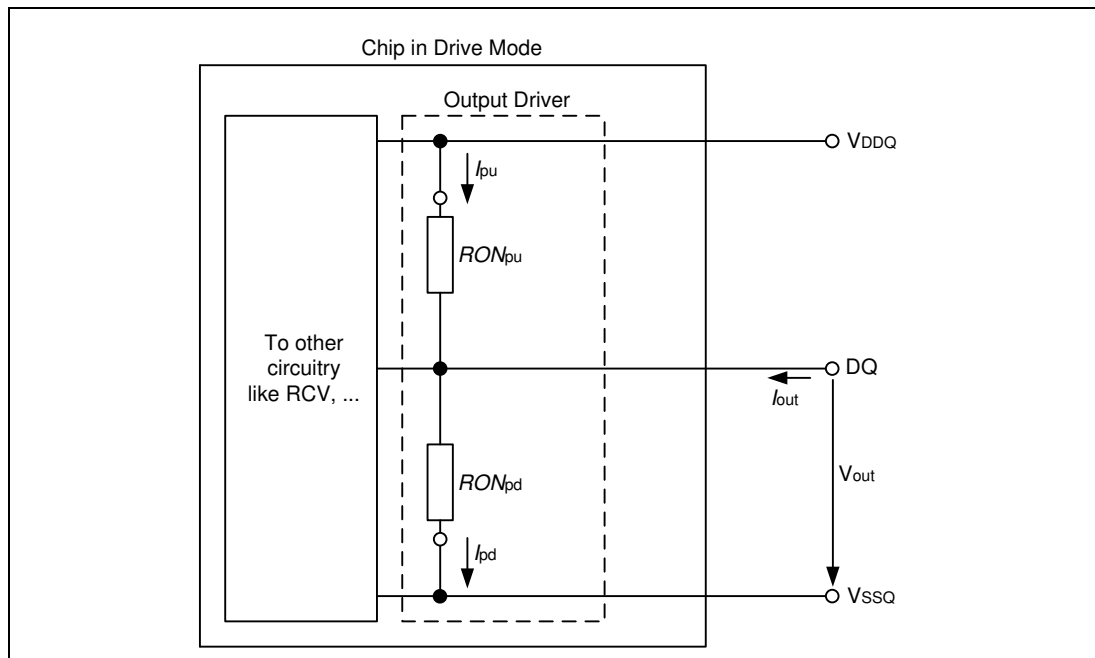 Chip in Drive Mode
Output Driver
VDDQ
Ipu
RONpu
To other
circuitry
like RCV, ...
DQ
Iout
RONpd
Vout
Ipd
VSSQ